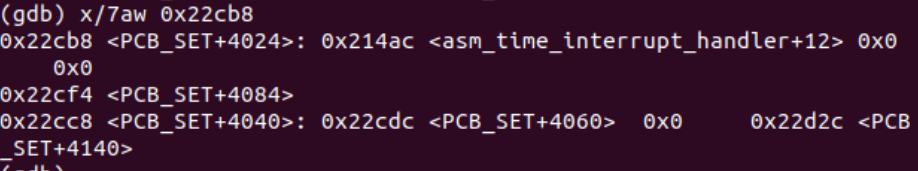 (gdb) x/7aw 0x22cb8
0x22cb8 <PCB_SET+4024>: 0x214ac <asm_time_interrupt_handler+12> 0x0
0x0
0x22cf4 <PCB_SET+4084>
0x22cc8 <PCB_SET+4040>: 0x22cdc <PCB_SET+4060> 0x0 0x22d2c <PCB
_SET+4140>